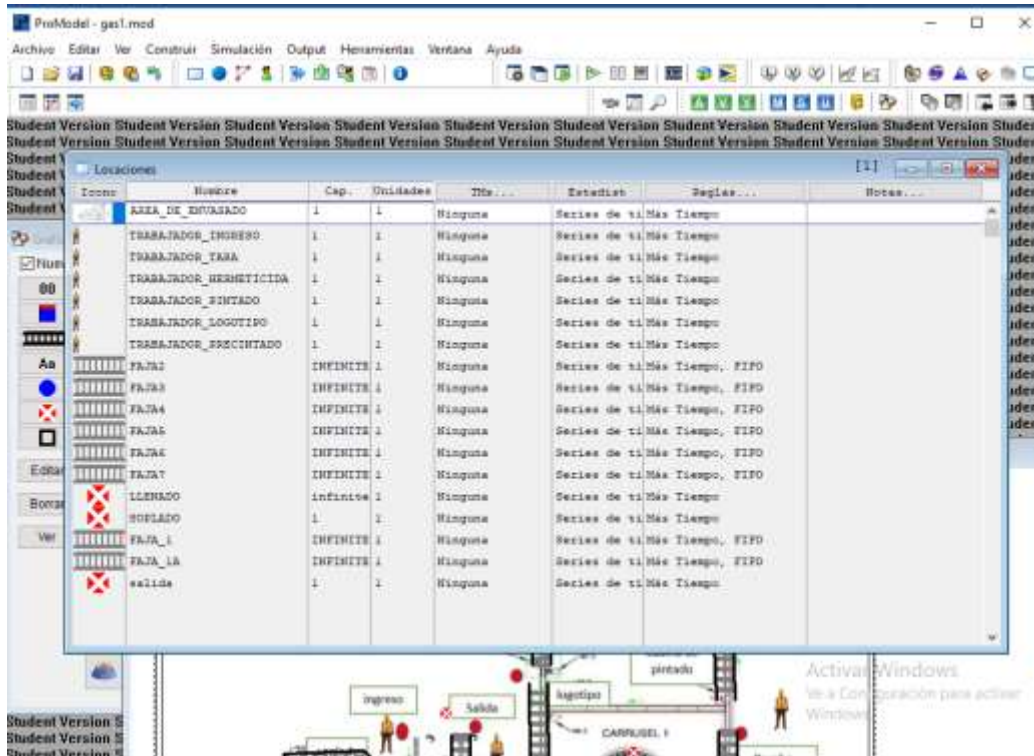 ProModel - gas1.mod
Archivo Editar Ver Construir Simulación Output Herramientas Ventana Ayuda
Student Version Student Version Student Version Student Version Student Version Student Version Student Version Student Version Student Version Student Version
Student Version Student Version Student Version Student Version Student Version Student Version Student Version Student Version Student Version Student Version
Locaciones [1]
Icono Nombre Cap. Unidades TMs... Estadist Reglas... Notas...
AREA_DE_ENVASADO 1 1 Ninguna Series de ti Más Tiempo
TRABAJADOR_INGRESO 1 1 Ninguna Series de ti Más Tiempo
TRABAJADOR_TARA 1 1 Ninguna Series de ti Más Tiempo
TRABAJADOR_HERMETICIDA 1 1 Ninguna Series de ti Más Tiempo
TRABAJADOR_PINTADO 1 1 Ninguna Series de ti Más Tiempo
TRABAJADOR_LOGOTIPO 1 1 Ninguna Series de ti Más Tiempo
TRABAJADOR_PRECINTADO 1 1 Ninguna Series de ti Más Tiempo
FAJA2 INFINITE 1 Ninguna Series de ti Más Tiempo, FIFO
FAJA3 INFINITE 1 Ninguna Series de ti Más Tiempo, FIFO
FAJA4 INFINITE 1 Ninguna Series de ti Más Tiempo, FIFO
FAJA5 INFINITE 1 Ninguna Series de ti Más Tiempo, FIFO
FAJA6 INFINITE 1 Ninguna Series de ti Más Tiempo, FIFO
FAJA7 INFINITE 1 Ninguna Series de ti Más Tiempo, FIFO
LLENADO infinite 1 Ninguna Series de ti Más Tiempo
SOPLADO 1 1 Ninguna Series de ti Más Tiempo
FAJA_1 INFINITE 1 Ninguna Series de ti Más Tiempo, FIFO
FAJA_1A INFINITE 1 Ninguna Series de ti Más Tiempo, FIFO
salida 1 1 Ninguna Series de ti Más Tiempo
Num
00
Aa
Editar
Borrar
Ver
pintado
logotipo
ingreso
Salida
CARRUSEL 1
Activar Windows
Ve a Configuración para activar
Windows
Student Version S
Student Version S
Student Version S